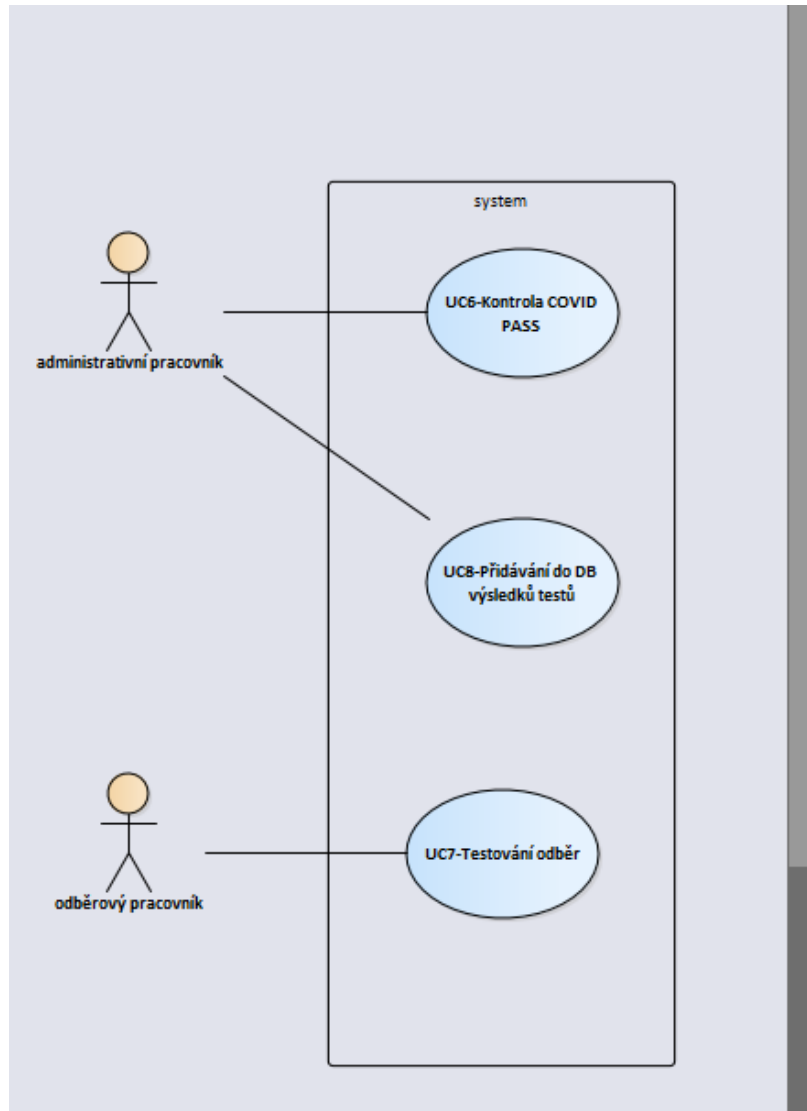 system
UC6-Kontrola COVID
PASS
administrativní pracovník
UC8-Přidávání do DB
výsledků testů
UC7-Testování odběr
odběrový pracovník